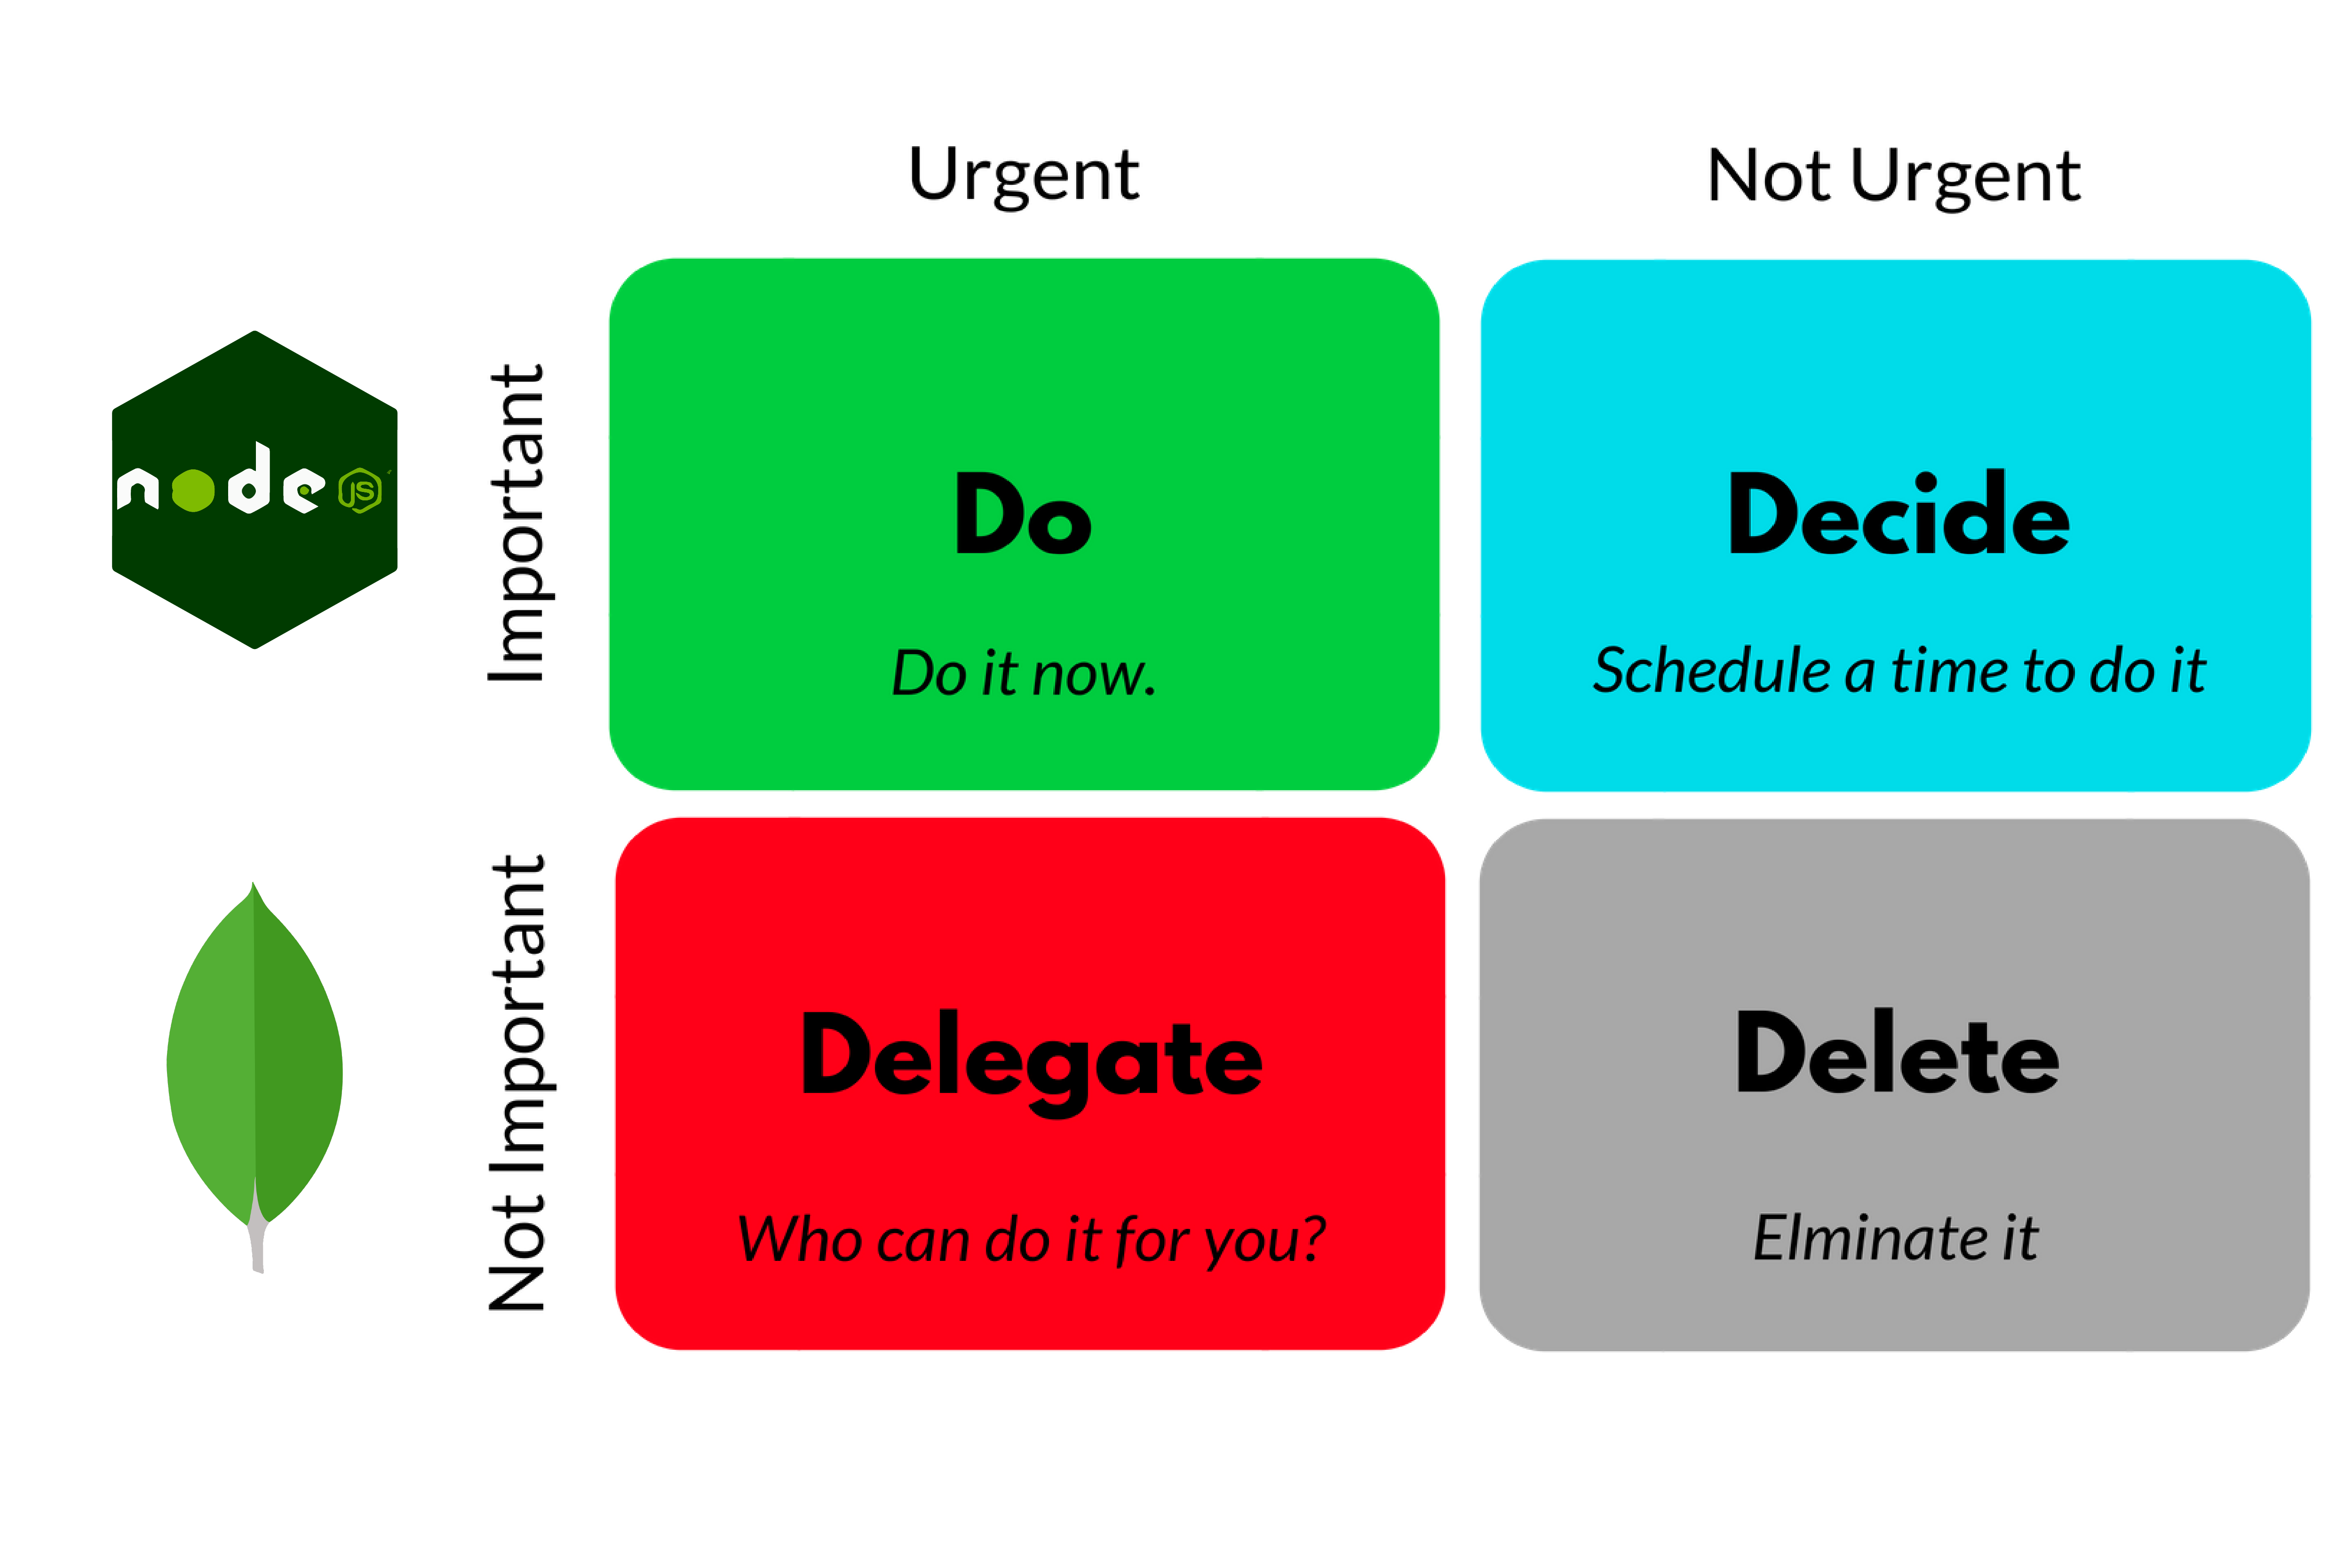 Urgent
Not Urgent
node JS
Important
Do
Do it now.
Decide
Schedule a time to do it
Not Important
Delegate
Who can do it for you?
Delete
Elminate it